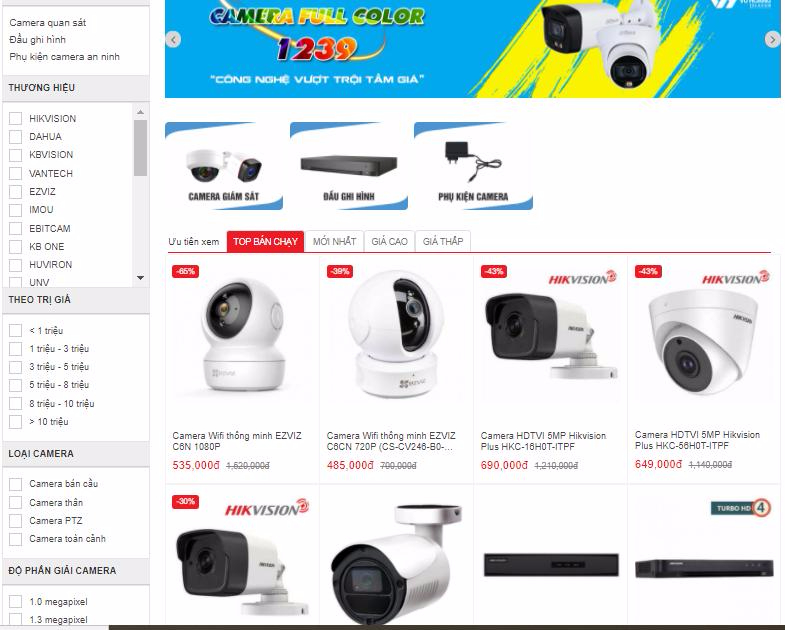 Camera quan sát
Đầu ghi hình
Phụ kiện camera an ninh
THƯƠNG HIỆU
HIKVISION
DAHUA
KBVISION
VANTECH
EZVIZ
IMOU
EBITCAM
KB ONE
HUVIRON
UNV
THEO TRỊ GIÁ
< 1 triệu
1 triệu - 3 triệu
3 triệu - 5 triệu
5 triệu - 8 triệu
8 triệu - 10 triệu
> 10 triệu
LOẠI CAMERA
Camera bán cầu
Camera thân
Camera PTZ
Camera toàn cảnh
ĐỘ PHÂN GIẢI CAMERA
1.0 megapixel
1.3 megapixel
CAMERA FULL COLOR
1239
"CÔNG NGHỆ VƯỢT TRỘI TẦM GIÁ"
CAMERA GIÁM SÁT
ĐẦU GHI HÌNH
PHỤ KIỆN CAMERA
Ưu tiên xem
TOP BÁN CHẠY
MỚI NHẤT
GIÁ CAO
GIÁ THẤP
-65%
EZVIZ
Camera Wifi thông minh EZVIZ
C6N 1080P
535,000đ 1,520,000đ
-39%
EZVIZ
Camera Wifi thông minh EZVIZ
C6CN 720P (CS-CV246-B0-...
485,000đ 790,000đ
-43%
HIKVISION
HIKVISION
Camera HDTVI 5MP Hikvision
Plus HKC-16H0T-ITPF
690,000đ 1,210,000đ
-43%
HIKVISION
HIKVISION
Camera HDTVI 5MP Hikvision
Plus HKC-56H0T-ITPF
649,000đ 1,140,000đ
-30%
HIKVISION
HIKVISION
TURBO HD 4